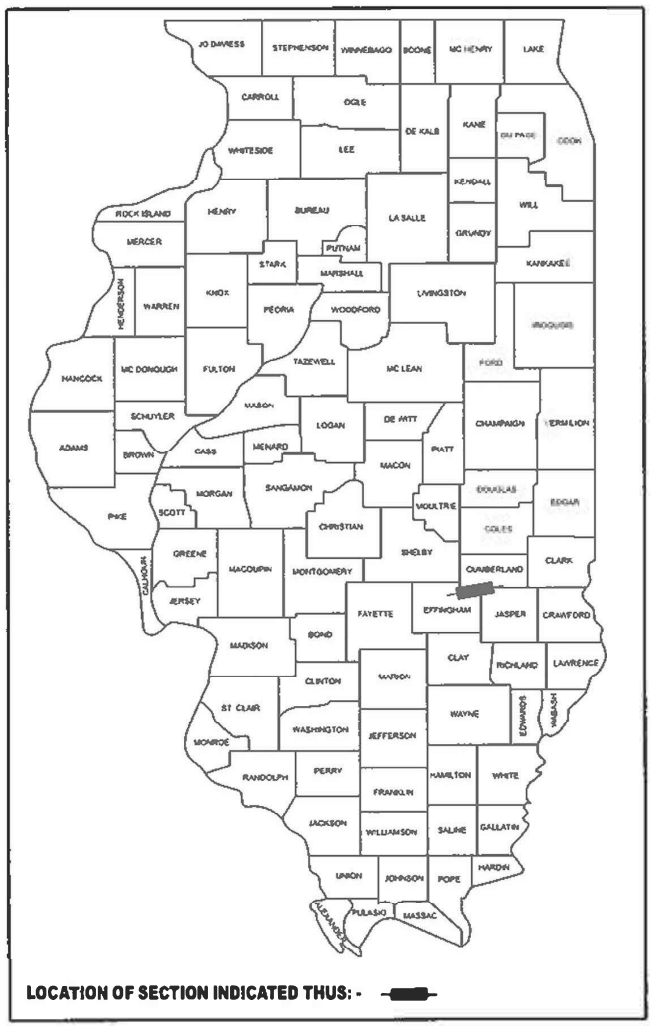 JO DAVIESS
STEPHENSON
WINNEBAGO
BOONE
MC HENRY
LAKE
CARROLL
OGLE
DE KALB
KANE
DU PAGE
COOK
WHITESIDE
LEE
KENDALL
WILL
ROCK ISLAND
HENRY
BUREAU
LA SALLE
GRUNDY
MERCER
PUTNAM
STARK
MARSHALL
KANKAKEE
HENDERSON
WARREN
KNOX
PEORIA
WOODFORD
LIVINGSTON
IROQUOIS
HANCOCK
MC DONOUGH
FULTON
TAZEWELL
MC LEAN
FORD
MASON
SCHUYLER
LOGAN
DE WITT
CHAMPAIGN
VERMILION
ADAMS
BROWN
CASS
MENARD
PIATT
MACON
MORGAN
SANGAMON
DOUGLAS
EDGAR
PIKE
SCOTT
CHRISTIAN
MOULTRIE
COLES
GREENE
SHELBY
CLARK
CALHOUN
MACOUPIN
MONTGOMERY
CUMBERLAND
JERSEY
FAYETTE
EFFINGHAM
JASPER
CRAWFORD
MADISON
BOND
CLAY
RICHLAND
LAWRENCE
CLINTON
MARION
ST CLAIR
WAYNE
EDWARDS
WABASH
WASHINGTON
JEFFERSON
MONROE
RANDOLPH
PERRY
HAMILTON
WHITE
FRANKLIN
JACKSON
WILLIAMSON
SALINE
GALLATIN
UNION
JOHNSON
POPE
HARDIN
ALEXANDER
PULASKI
MASSAC
LOCATION OF SECTION INDICATED THUS: -